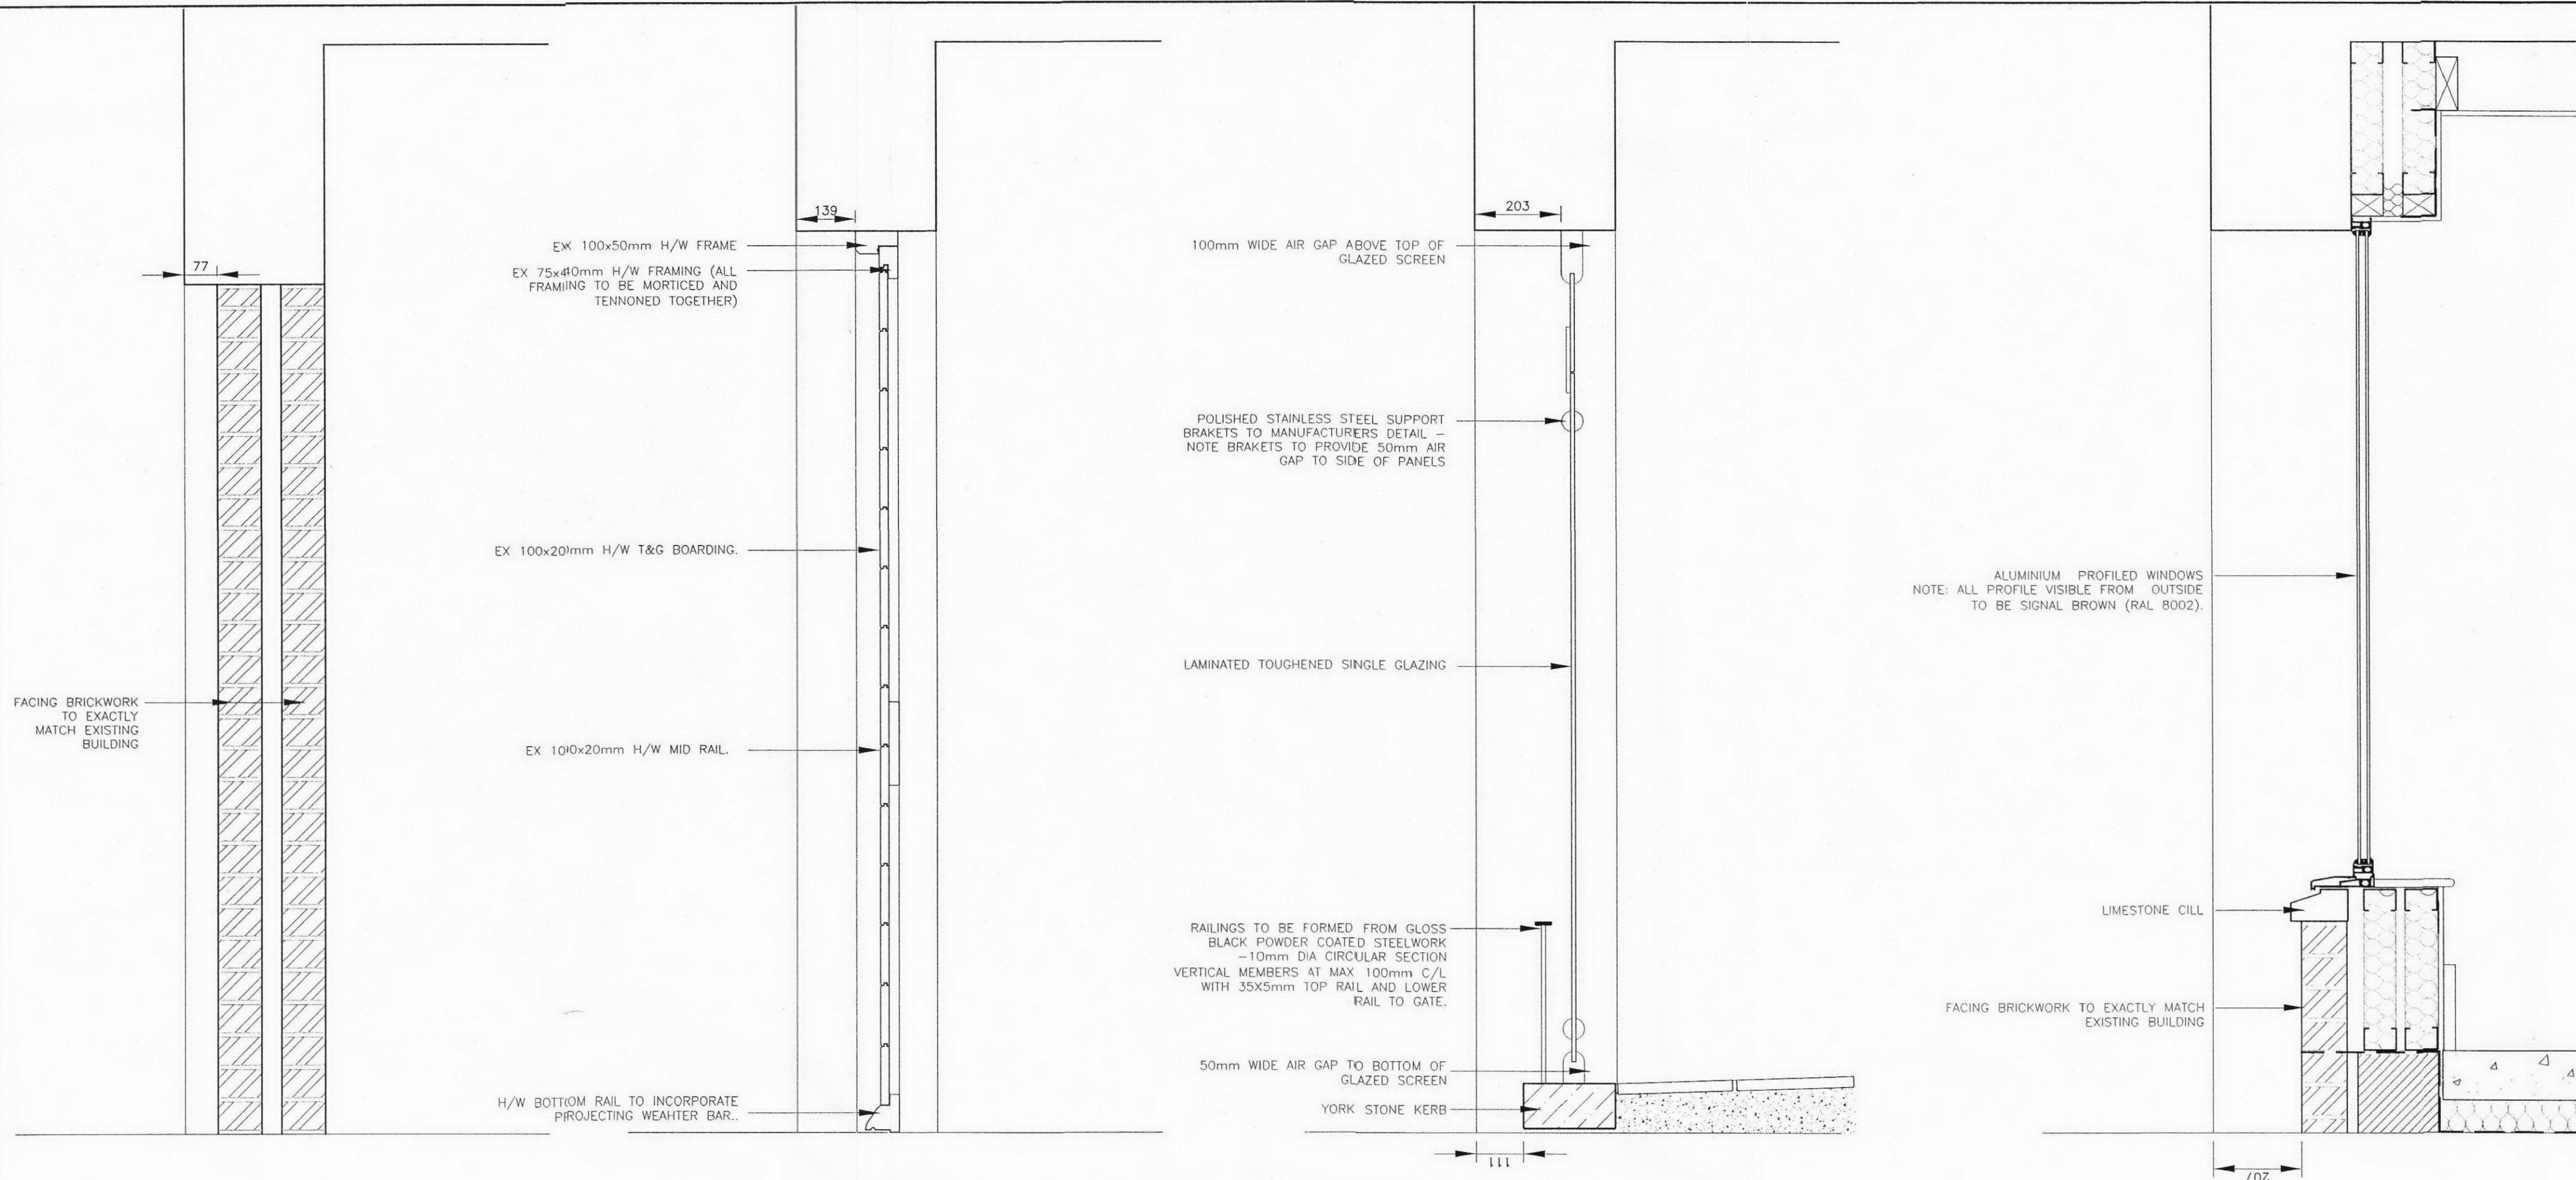 77
FACING BRICKWORK
TO EXACTLY
MATCH EXISTING
BUILDING
139
EX 100x50mm H/W FRAME
EX 75x40mm H/W FRAMING (ALL
FRAMING TO BE MORTICED AND
TENNONED TOGETHER)
EX 100x20mm H/W T&G BOARDING.
EX 100x20mm H/W MID RAIL.
H/W BOTTOM RAIL TO INCORPORATE
PROJECTING WEAHTER BAR..
203
100mm WIDE AIR GAP ABOVE TOP OF
GLAZED SCREEN
POLISHED STAINLESS STEEL SUPPORT
BRAKETS TO MANUFACTURERS DETAIL –
NOTE BRAKETS TO PROVIDE 50mm AIR
GAP TO SIDE OF PANELS
LAMINATED TOUGHENED SINGLE GLAZING
RAILINGS TO BE FORMED FROM GLOSS
BLACK POWDER COATED STEELWORK
–10mm DIA CIRCULAR SECTION
VERTICAL MEMBERS AT MAX 100mm C/L
WITH 35X5mm TOP RAIL AND LOWER
RAIL TO GATE.
50mm WIDE AIR GAP TO BOTTOM OF
GLAZED SCREEN
YORK STONE KERB
111
ALUMINIUM PROFILED WINDOWS
NOTE: ALL PROFILE VISIBLE FROM OUTSIDE
TO BE SIGNAL BROWN (RAL 8002).
LIMESTONE CILL
FACING BRICKWORK TO EXACTLY MATCH
EXISTING BUILDING
207